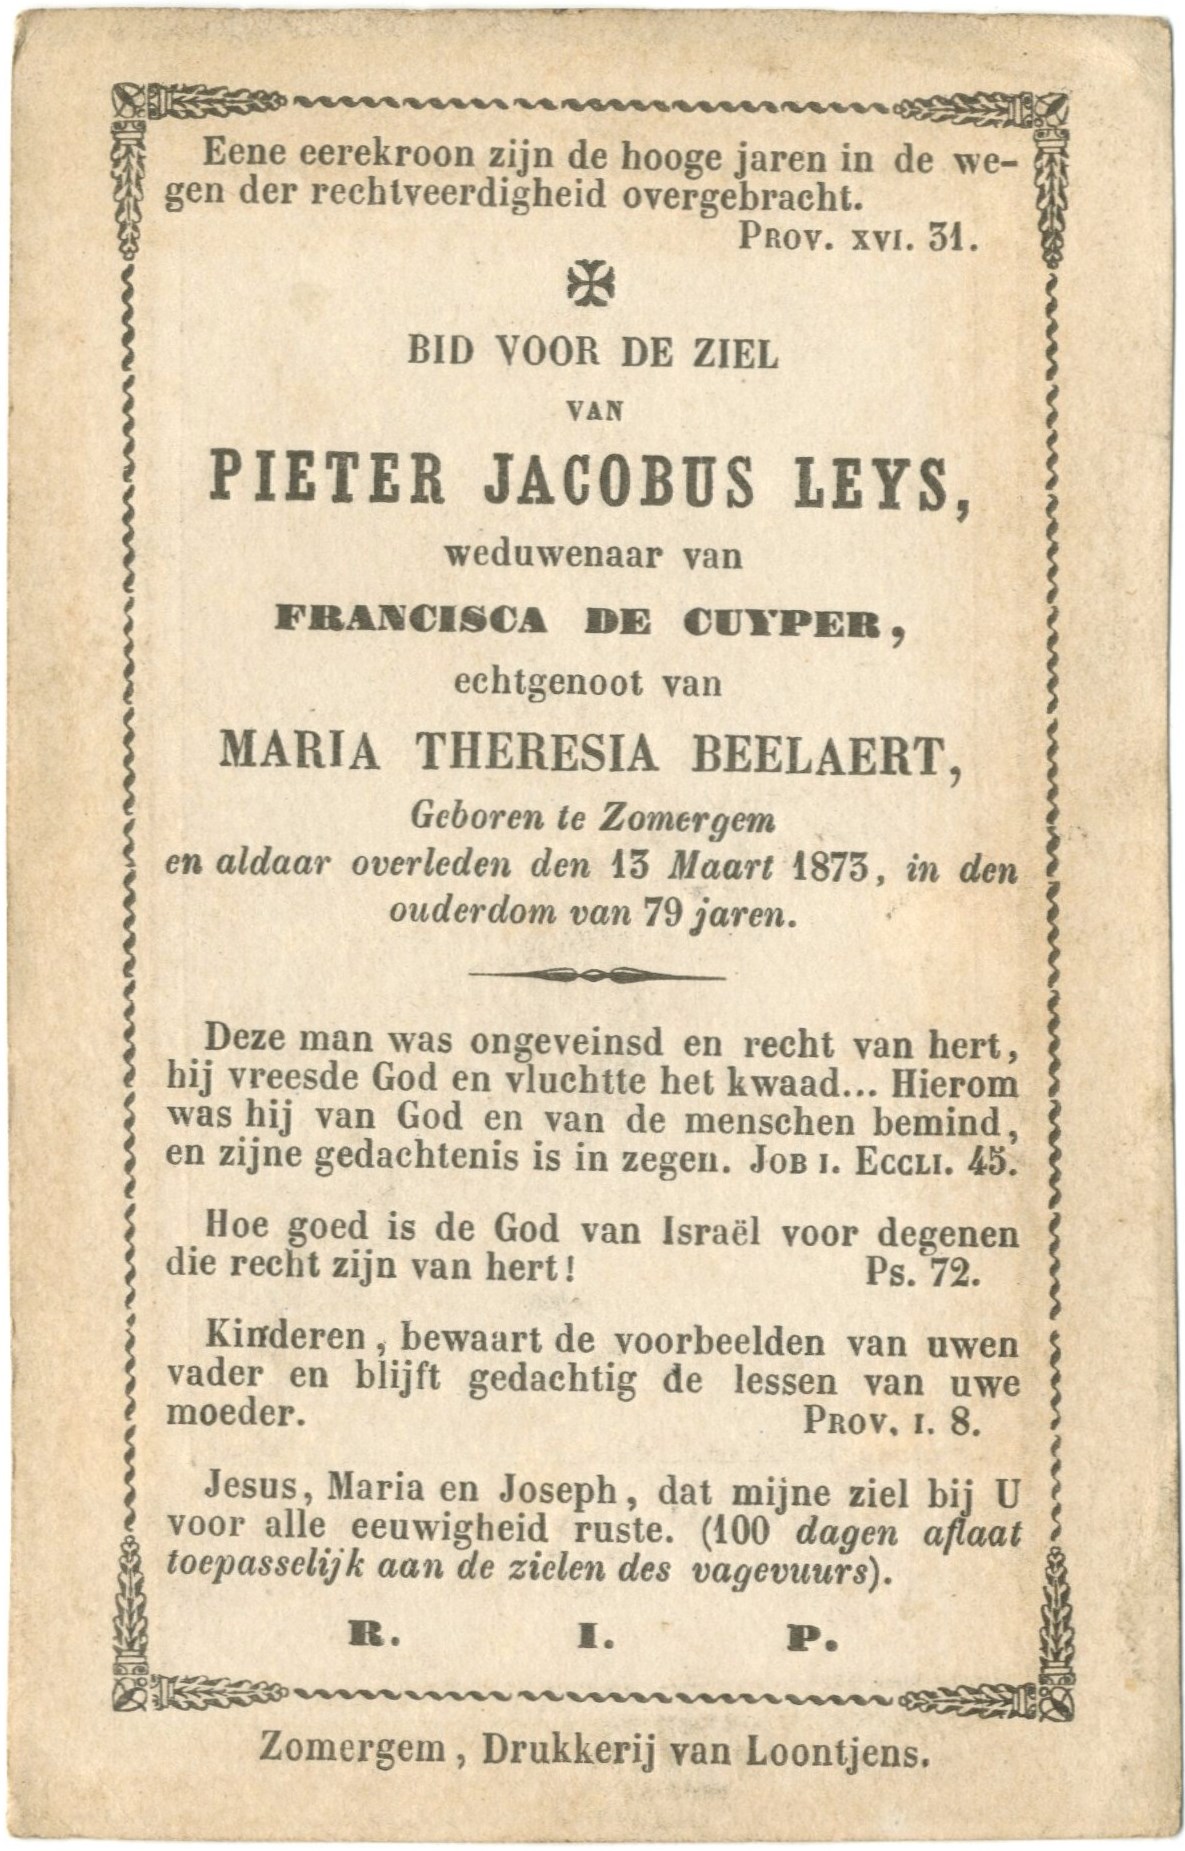 Eene eerekroon zijn de hooge jaren in de we-
gen der rechtveerdigheid overgebracht.
PROV. XVI. 31.
BID VOOR DE ZIEL
VAN
PIETER JACOBUS LEYS,
weduwenaar van
FRANCISCA DE CUYPER,
echtgenoot van
MARIA THERESIA BEELAERT,
Geboren te Zomergem
en aldaar overleden den 13 Maart 1873, in den
ouderdom van 79 jaren.
Deze man was ongeveinsd en recht van hert,
hij vreesde God en vluchtte het kwaad... Hierom
was hij van God en van de menschen bemind,
en zijne gedachtenis is in zegen. JOB I. ECCLI. 45.
Hoe goed is de God van Israël voor degenen
die recht zijn van hert! Ps. 72.
Kinderen, bewaart de voorbeelden van uwen
vader en blijft gedachtig de lessen van uwe
moeder. PROV. I. 8.
Jesus, Maria en Joseph, dat mijne ziel bij U
voor alle eeuwigheid ruste. (100 dagen aflaat
toepasselijk aan de zielen des vagevuurs).
R. I. P.
Zomergem, Drukkerij van Loontjens.